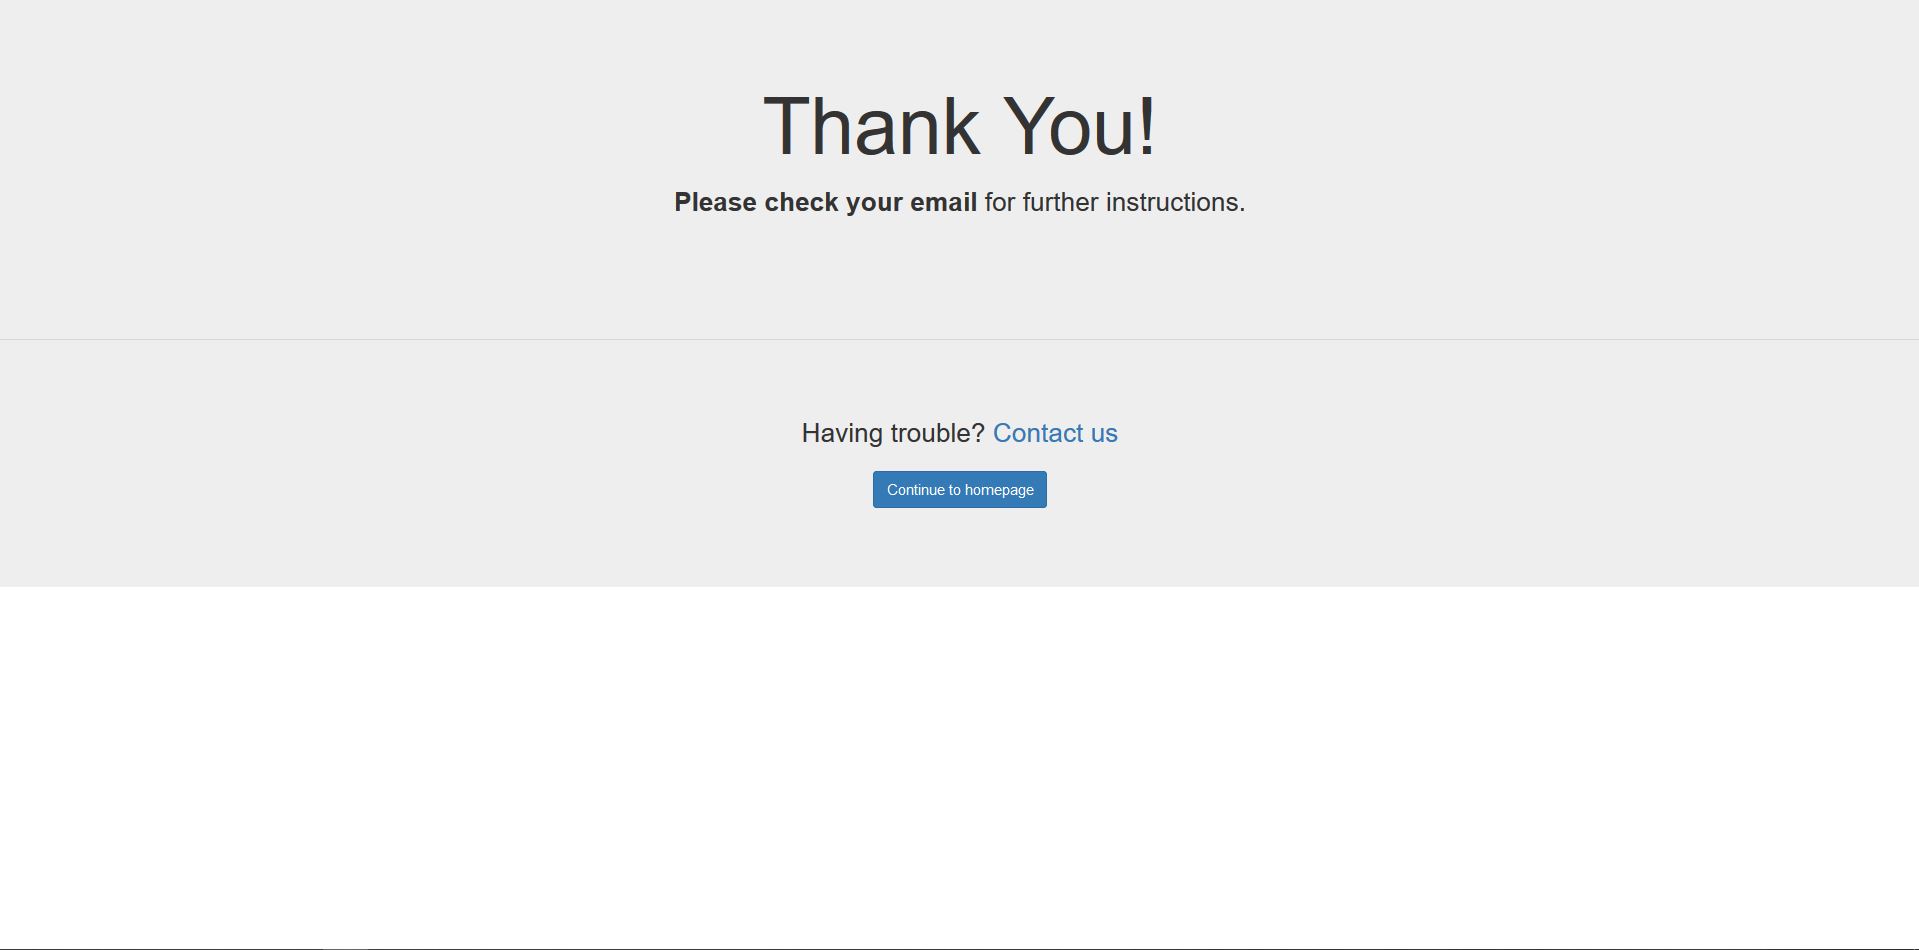 Thank You!
Please check your email for further instructions.
Having trouble? Contact us
Continue to homepage